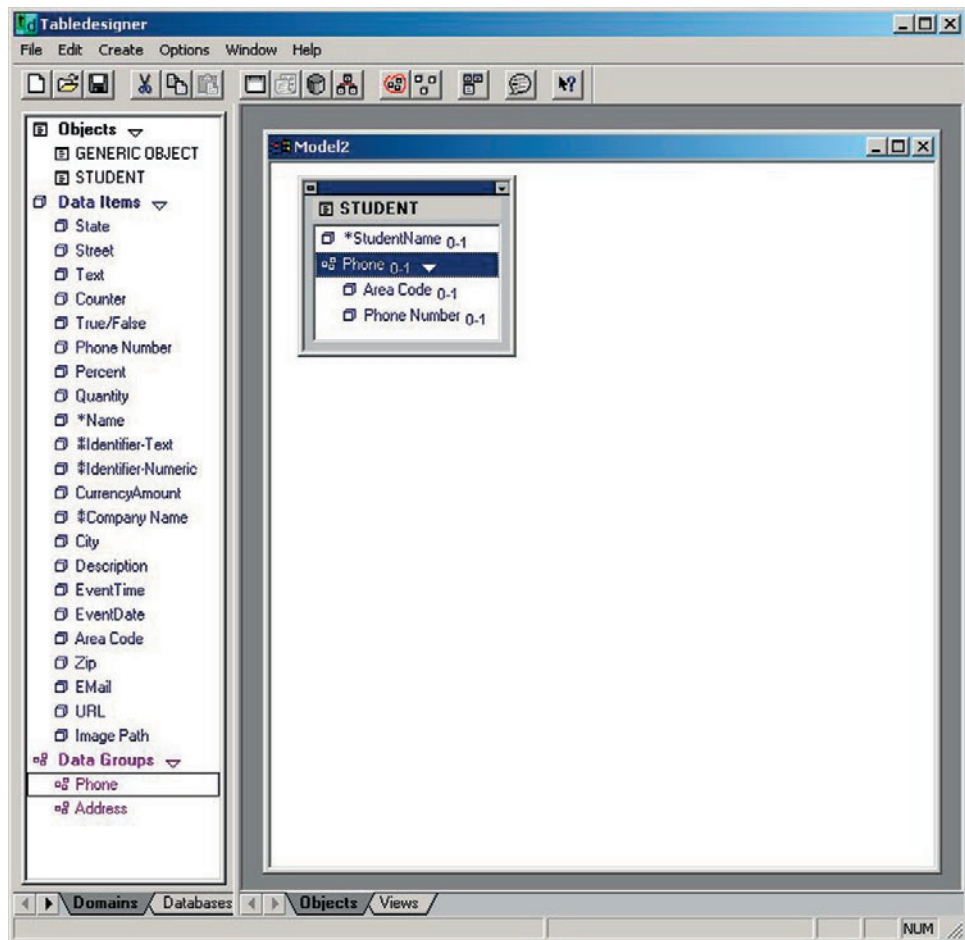 Tabledesigner
File Edit Create Options Window Help
Objects
GENERIC OBJECT
STUDENT
Data Items
State
Street
Text
Counter
True/False
Phone Number
Percent
Quantity
*Name
‡Identifier-Text
‡Identifier-Numeric
CurrencyAmount
‡Company Name
City
Description
EventTime
EventDate
Area Code
Zip
EMail
URL
Image Path
Data Groups
Phone
Address
Domains Databases
Model2
STUDENT
*StudentName 0-1
Phone 0-1
Area Code 0-1
Phone Number 0-1
Objects Views
NUM